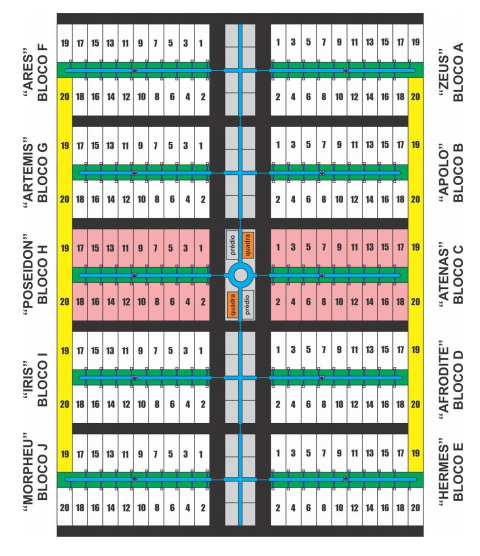 "ARES"
BLOCO F
19 17 15 13 11 9 7 5 3 1
20 18 16 14 12 10 8 6 4 2
1 3 5 7 9 11 13 15 17 19
2 4 6 8 10 12 14 16 18 20
"ZEUS"
BLOCO A
"ARTEMIS"
BLOCO G
19 17 15 13 11 9 7 5 3 1
20 18 16 14 12 10 8 6 4 2
1 3 5 7 9 11 13 15 17 19
2 4 6 8 10 12 14 16 18 20
"APOLO"
BLOCO B
"POSEIDON"
BLOCO H
19 17 15 13 11 9 7 5 3 1
20 18 16 14 12 10 8 6 4 2
prédio
quadra
quadra
prédio
1 3 5 7 9 11 13 15 17 19
2 4 6 8 10 12 14 16 18 20
"ATENAS"
BLOCO C
"IRIS"
BLOCO I
19 17 15 13 11 9 7 5 3 1
20 18 16 14 12 10 8 6 4 2
1 3 5 7 9 11 13 15 17 19
2 4 6 8 10 12 14 16 18 20
"AFRODITE"
BLOCO D
"MORPHEU"
BLOCO J
19 17 15 13 11 9 7 5 3 1
20 18 16 14 12 10 8 6 4 2
1 3 5 7 9 11 13 15 17 19
2 4 6 8 10 12 14 16 18 20
"HERMES"
BLOCO E